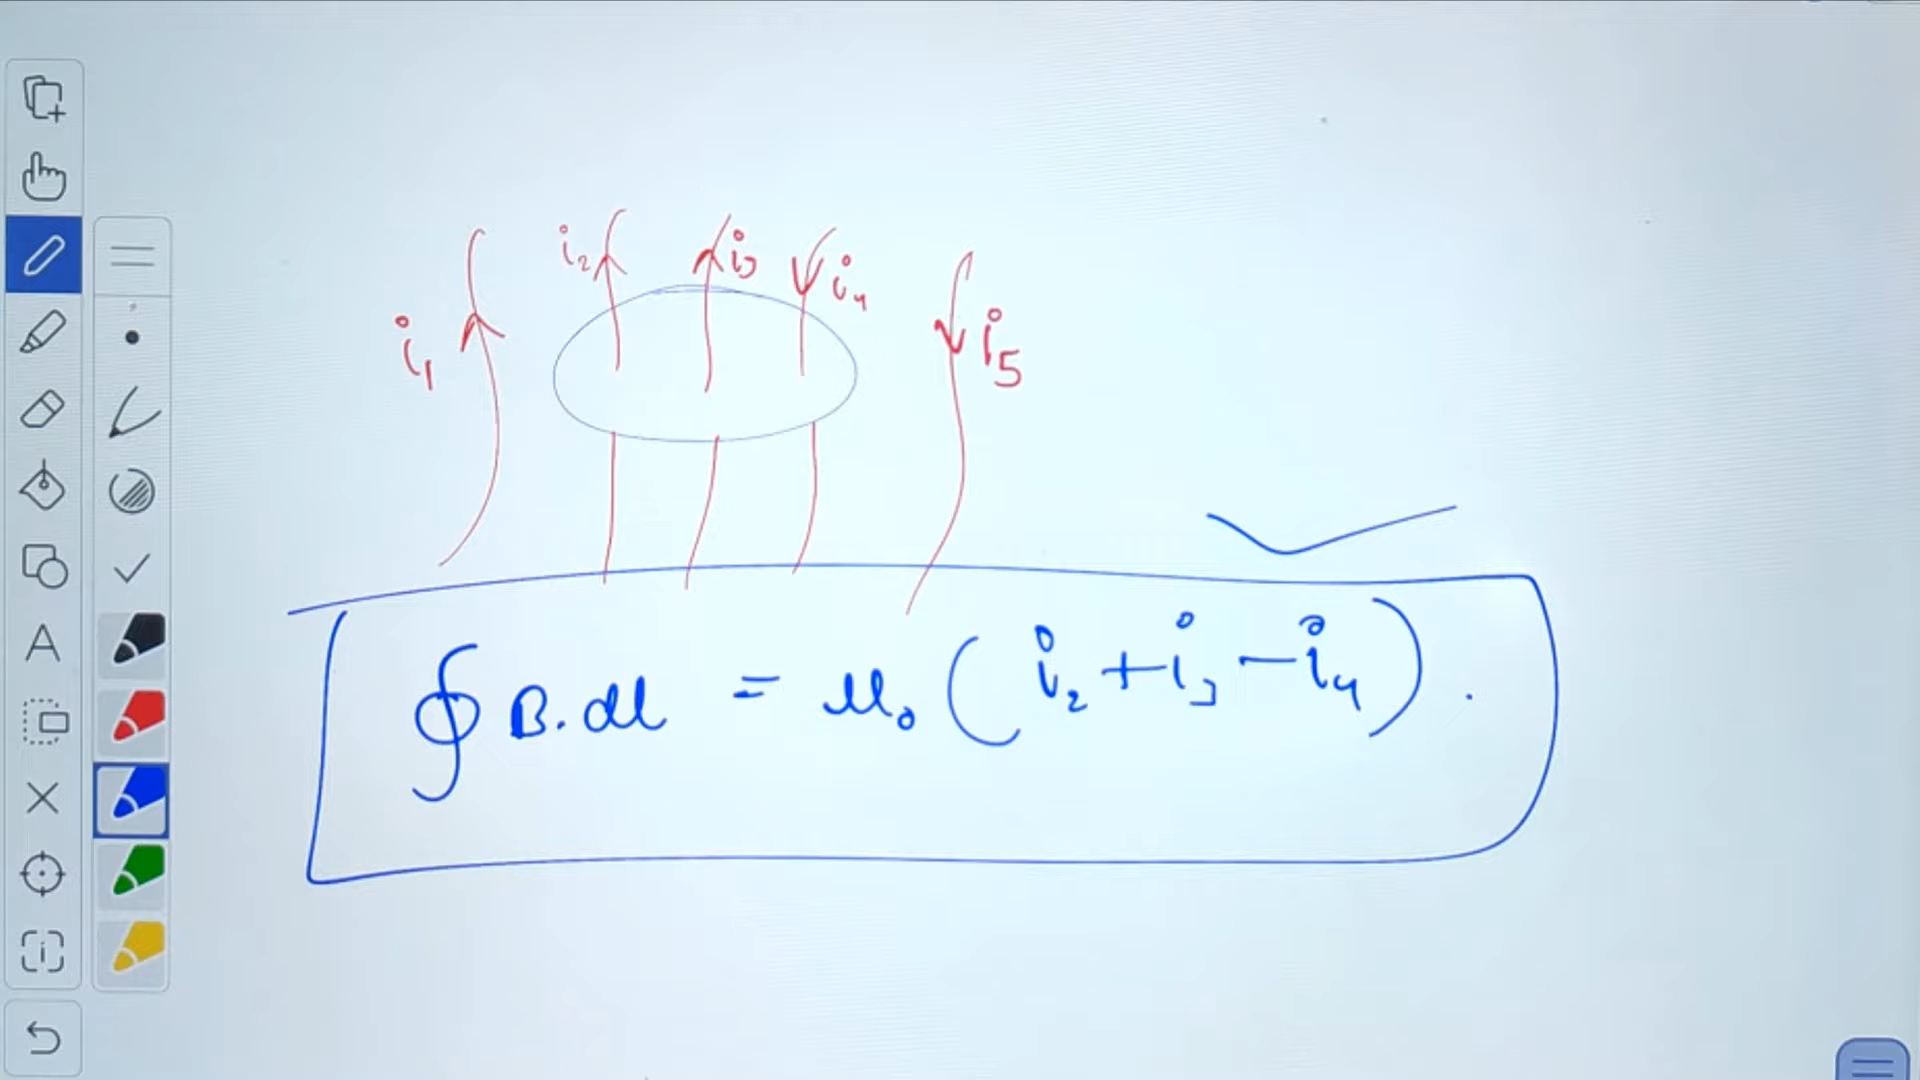 i₂ i₃ i₄
i₁ i₅
∮ B.dl = μ₀ (i₂ + i₃ − i₄).
A